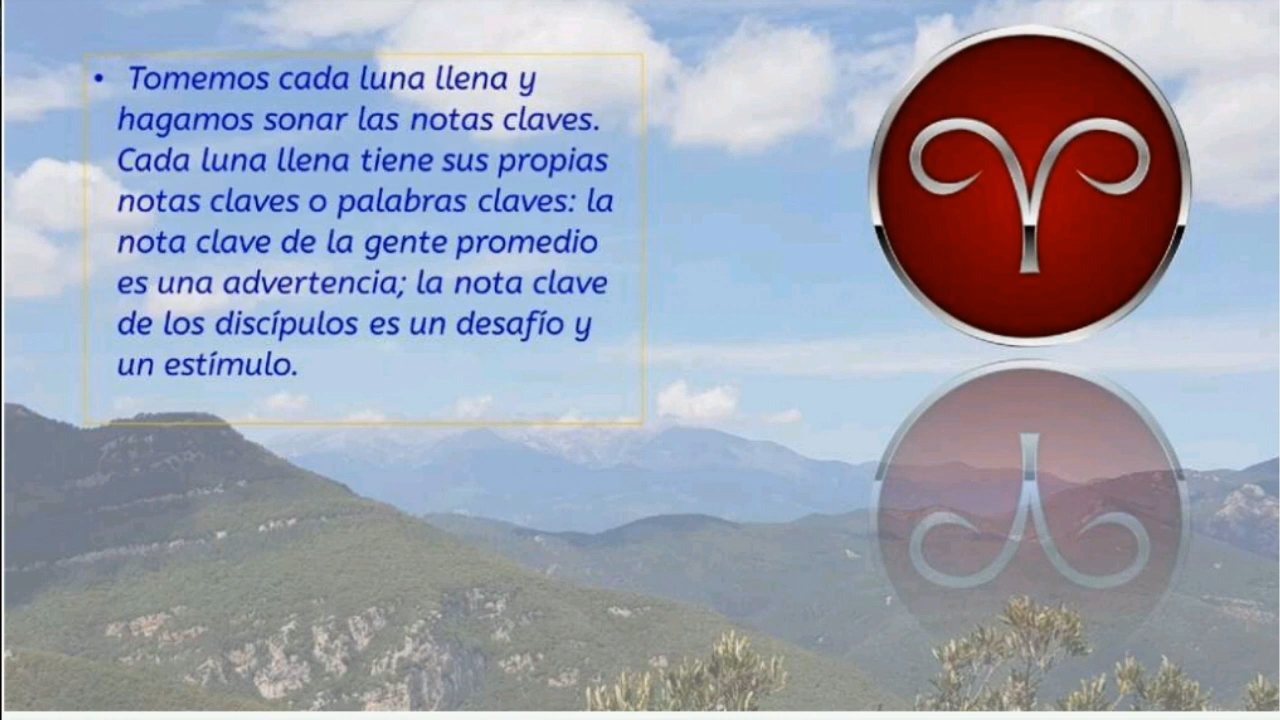 • Tomemos cada luna llena y
hagamos sonar las notas claves.
Cada luna llena tiene sus propias
notas claves o palabras claves: la
nota clave de la gente promedio
es una advertencia; la nota clave
de los discípulos es un desafío y
un estímulo.